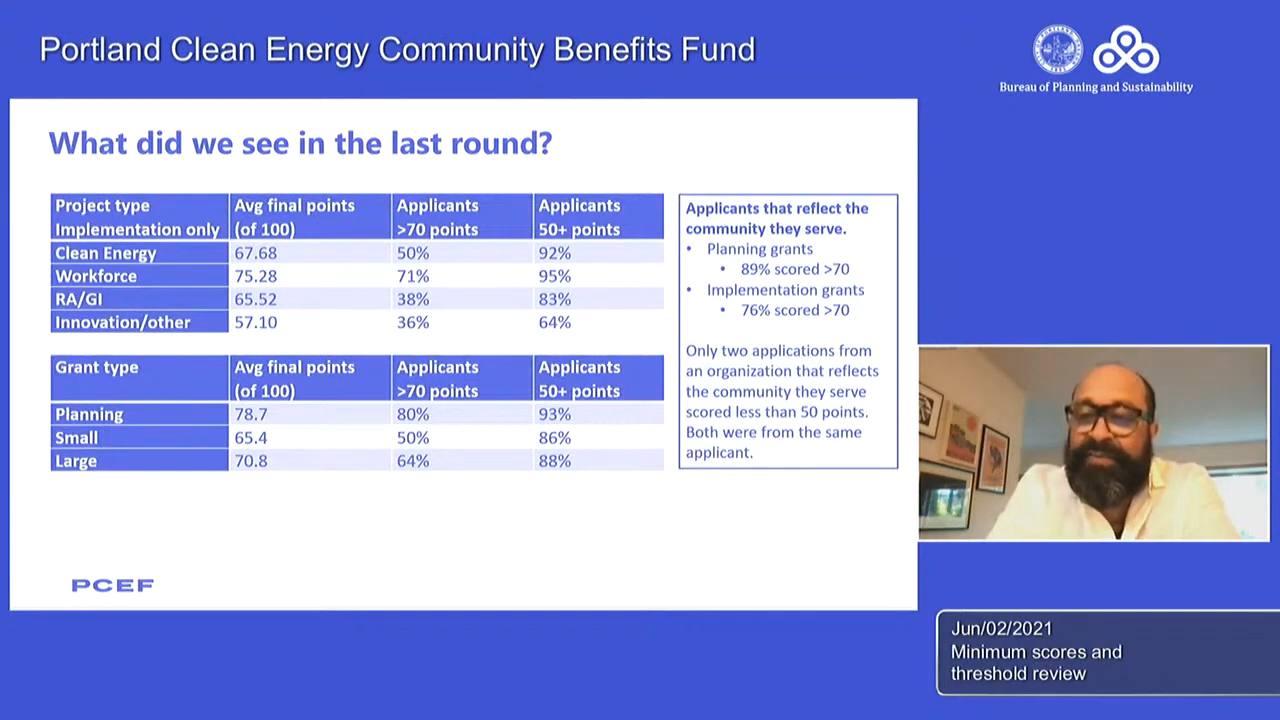 Portland Clean Energy Community Benefits Fund
Bureau of Planning and Sustainability
What did we see in the last round?
Project type Avg final points Applicants Applicants
Implementation only (of 100) >70 points 50+ points
Clean Energy 67.68 50% 92%
Workforce 75.28 71% 95%
RA/GI 65.52 38% 83%
Innovation/other 57.10 36% 64%
Grant type Avg final points Applicants Applicants
(of 100) >70 points 50+ points
Planning 78.7 80% 93%
Small 65.4 50% 86%
Large 70.8 64% 88%
Applicants that reflect the
community they serve.
• Planning grants
• 89% scored >70
• Implementation grants
• 76% scored >70
Only two applications from
an organization that reflects
the community they serve
scored less than 50 points.
Both were from the same
applicant.
PCEF
Jun/02/2021
Minimum scores and
threshold review